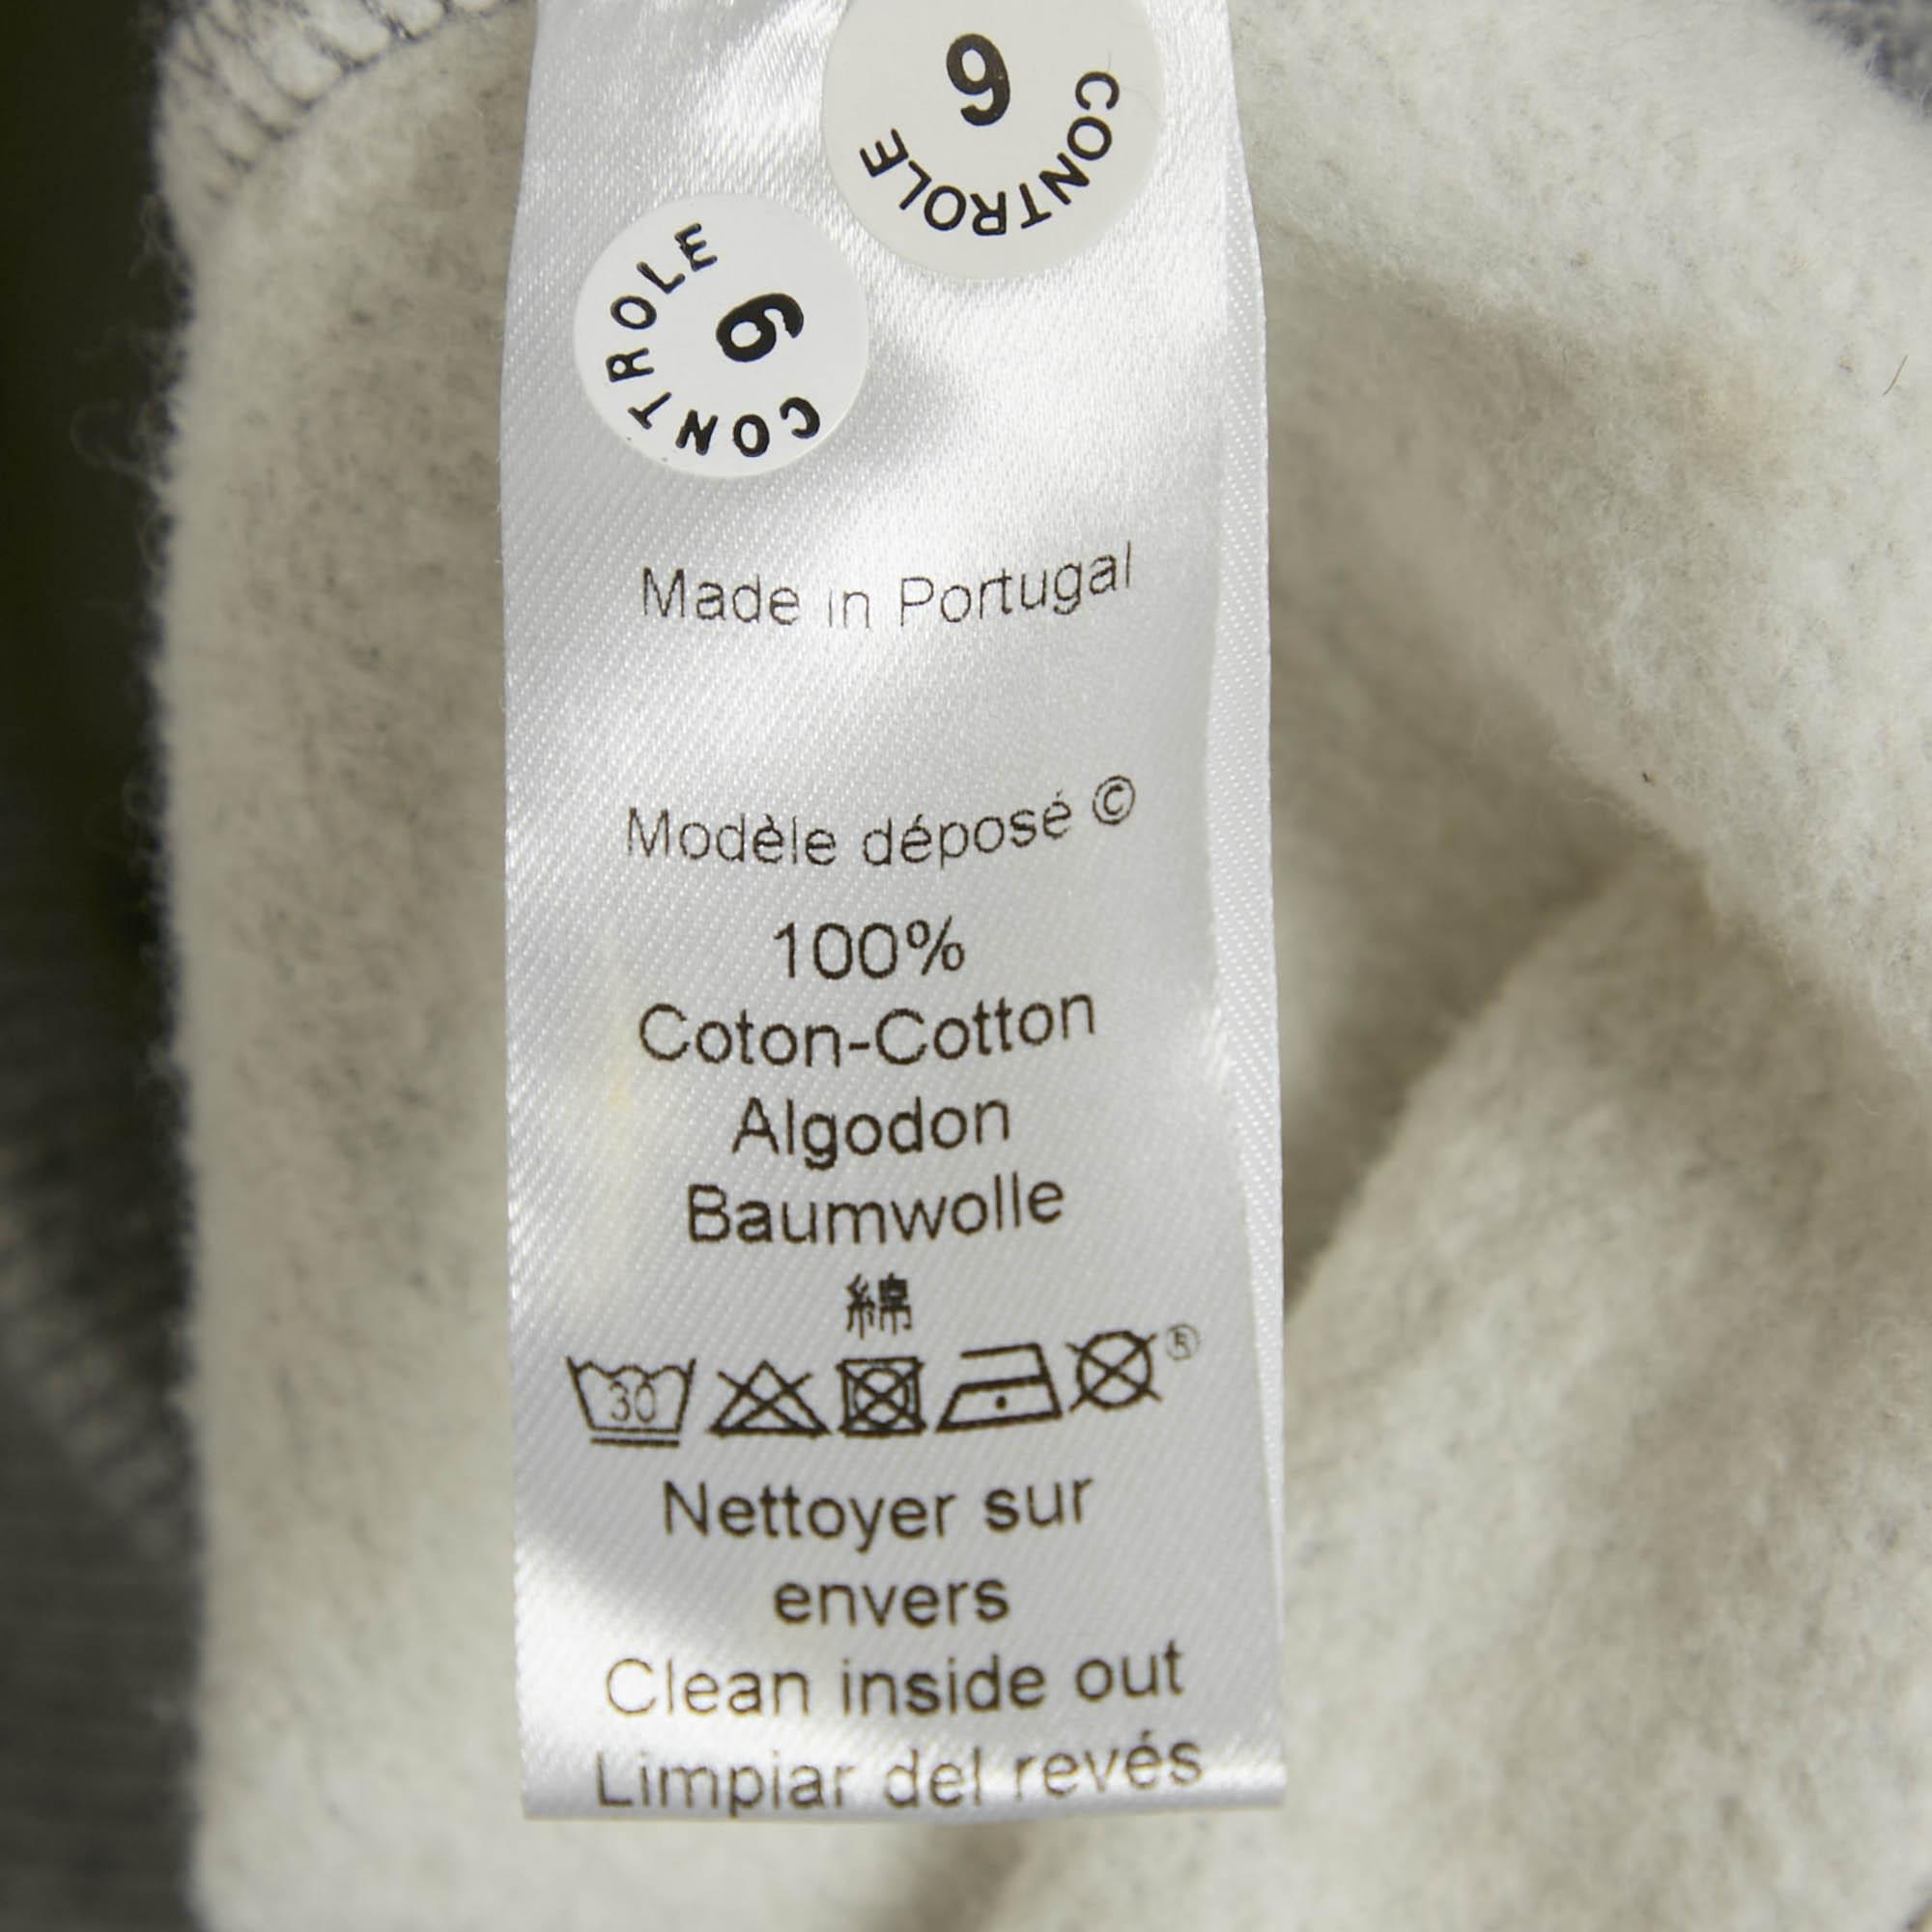 CONTROLE
6
CONTROLE
6
Made in Portugal
Modèle déposé ©
100%
Coton-Cotton
Algodon
Baumwolle
綿
30
Nettoyer sur
envers
Clean inside out
Limpiar del revés